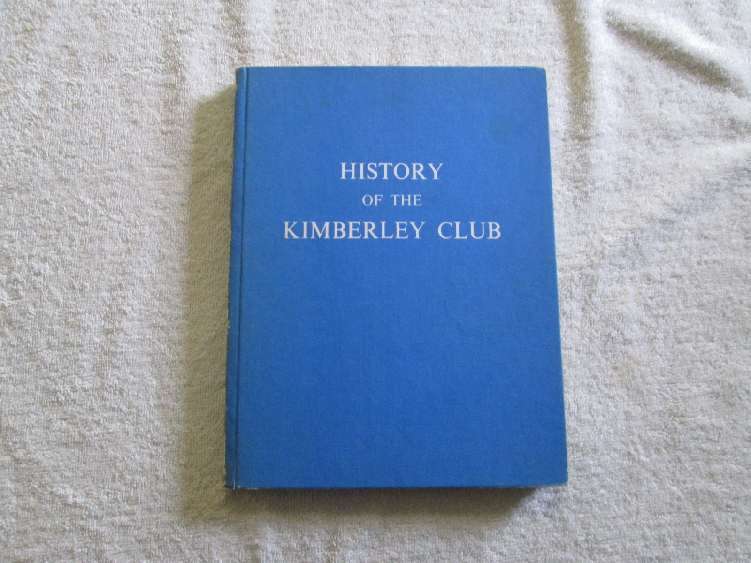 HISTORY
OF THE
KIMBERLEY CLUB